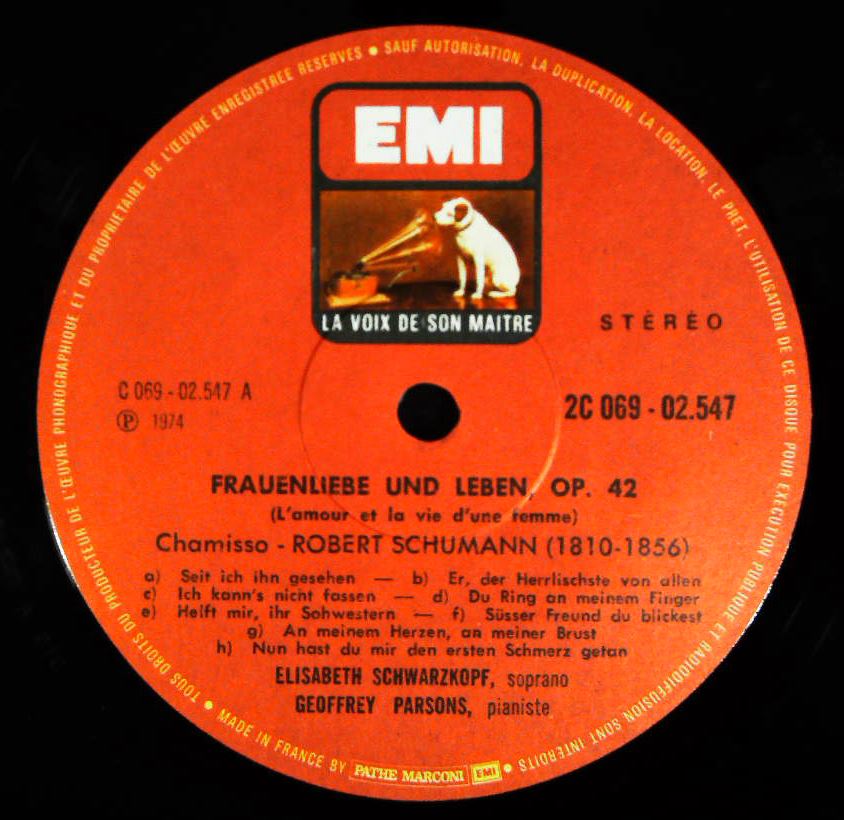 TOUS DROITS DU PRODUCTEUR DE L'ŒUVRE PHONOGRAPHIQUE ET DU PROPRIETAIRE DE L'ŒUVRE ENREGISTREE RESERVES • SAUF AUTORISATION, LA DUPLICATION, LA LOCATION, LE PRET, L'UTILISATION DE CE DISQUE POUR EXECUTION PUBLIQUE ET RADIODIFFUSION SONT INTERDITS •
EMI
LA VOIX DE SON MAITRE
STÉRÉO
C 069 - 02.547 A
2C 069 - 02.547
Ⓟ 1974
FRAUENLIEBE UND LEBEN, OP. 42
(L'amour et la vie d'une femme)
Chamisso - ROBERT SCHUMANN (1810-1856)
a) Seit ich ihn gesehen — b) Er, der Herrlischste von allen
c) Ich kann's nicht fassen — d) Du Ring an meinem Finger
e) Helft mir, ihr Schwestern — f) Süsser Freund du blickest
g) An meinem Herzen, an meiner Brust
h) Nun hast du mir den ersten Schmerz getan
ELISABETH SCHWARZKOPF, soprano
GEOFFREY PARSONS, pianiste
• MADE IN FRANCE BY PATHE MARCONI EMI